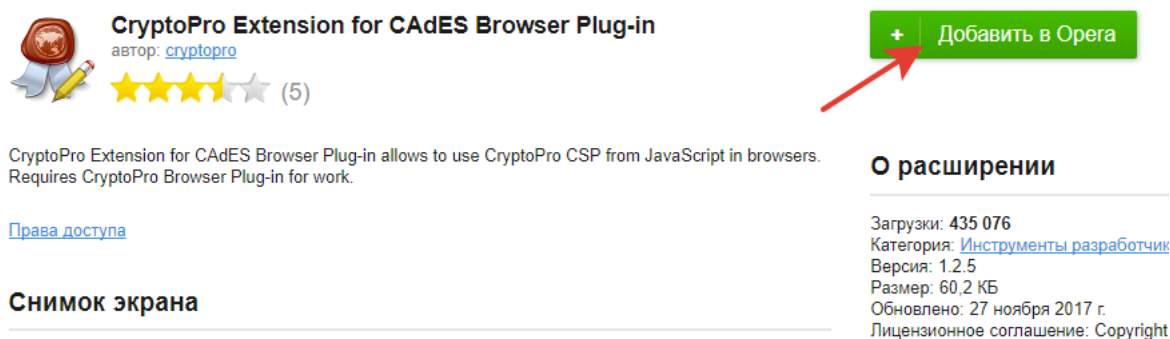 CryptoPro Extension for CAdES Browser Plug-in
автор: cryptopro
(5)
+ Добавить в Opera
CryptoPro Extension for CAdES Browser Plug-in allows to use CryptoPro CSP from JavaScript in browsers.
Requires CryptoPro Browser Plug-in for work.
Права доступа
Снимок экрана
О расширении
Загрузки: 435 076
Категория: Инструменты разработчик
Версия: 1.2.5
Размер: 60,2 КБ
Обновлено: 27 ноября 2017 г.
Лицензионное соглашение: Copyright